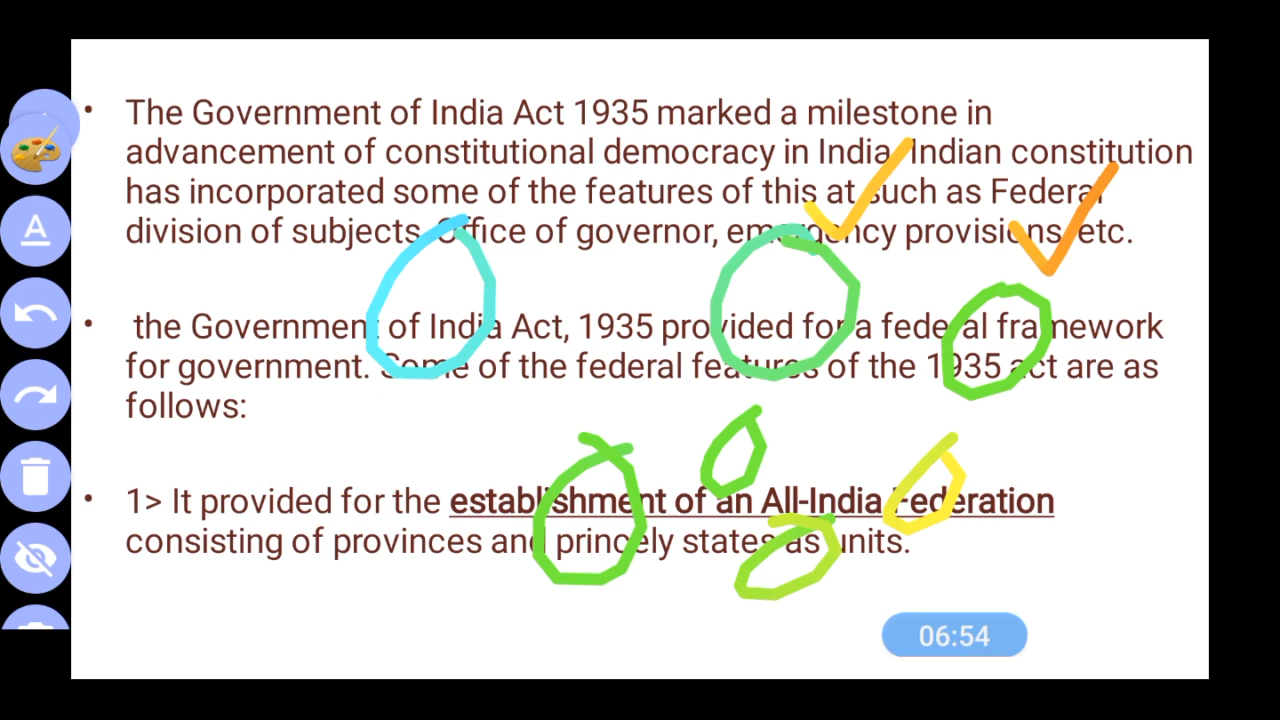 • The Government of India Act 1935 marked a milestone in
advancement of constitutional democracy in India. Indian constitution
has incorporated some of the features of this at such as Federal
division of subjects, Office of governor, emergency provisions, etc.
• the Government of India Act, 1935 provided for a federal framework
for government. Some of the federal features of the 1935 act are as
follows:
• 1> It provided for the establishment of an All-India Federation
consisting of provinces and princely states as units.
A
06:54